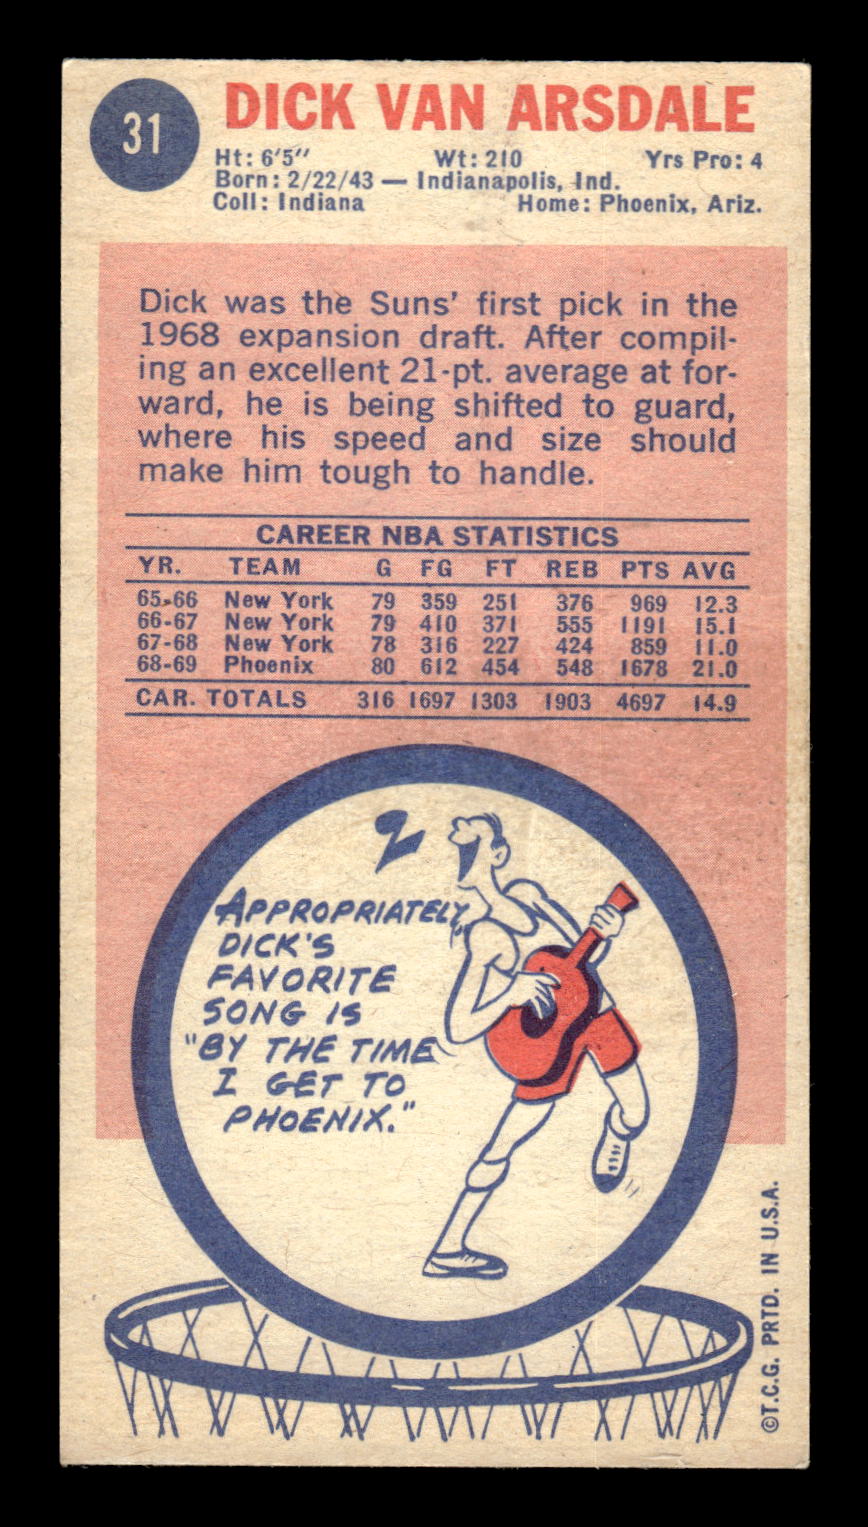 31
DICK VAN ARSDALE
Ht: 6'5" Wt: 210 Yrs Pro: 4
Born: 2/22/43 — Indianapolis, Ind.
Coll: Indiana Home: Phoenix, Ariz.
Dick was the Suns' first pick in the
1968 expansion draft. After compil-
ing an excellent 21-pt. average at for-
ward, he is being shifted to guard,
where his speed and size should
make him tough to handle.
CAREER NBA STATISTICS
YR. TEAM G FG FT REB PTS AVG
65-66 New York 79 359 251 376 969 12.3
66-67 New York 79 410 371 555 1191 15.1
67-68 New York 78 316 227 424 859 11.0
68-69 Phoenix 80 612 454 548 1678 21.0
CAR. TOTALS 316 1697 1303 1903 4697 14.9
APPROPRIATELY
DICK'S
FAVORITE
SONG IS
"BY THE TIME
I GET TO
PHOENIX."
©T.C.G. PRTD. IN U.S.A.